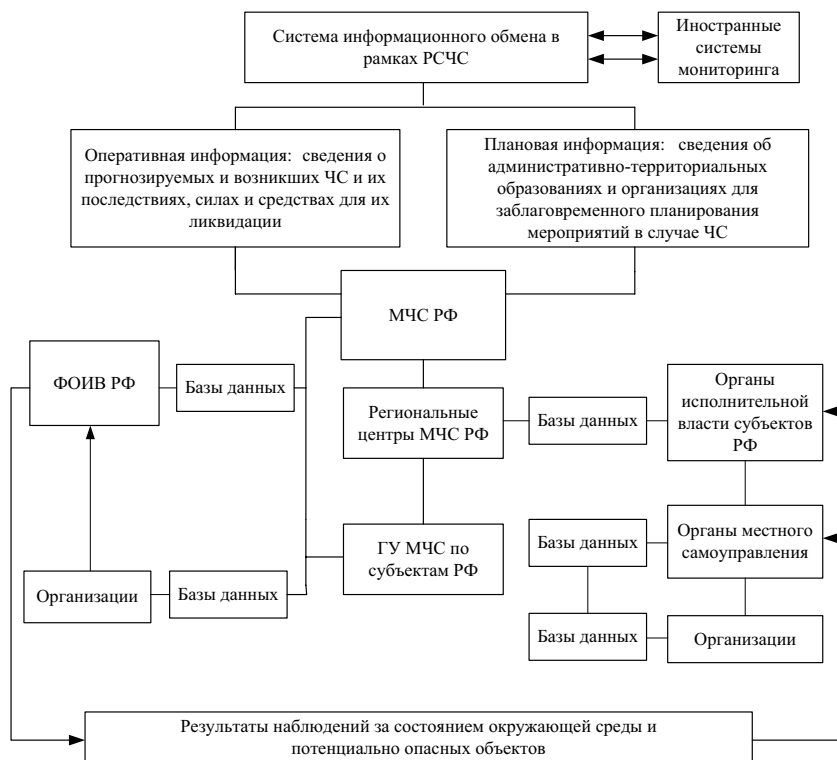 Система информационного обмена в
рамках РСЧС
Иностранные
системы
мониторинга
Оперативная информация: сведения о
прогнозируемых и возникших ЧС и их
последствиях, силах и средствах для их
ликвидации
Плановая информация: сведения об
административно-территориальных
образованиях и организациях для
заблаговременного планирования
мероприятий в случае ЧС
МЧС РФ
ФОИВ РФ
Базы данных
Региональные
центры МЧС РФ
Базы данных
Органы
исполнительной
власти субъектов
РФ
Организации
Базы данных
ГУ МЧС по
субъектам РФ
Базы данных
Органы местного
самоуправления
Базы данных
Организации
Результаты наблюдений за состоянием окружающей среды и
потенциально опасных объектов